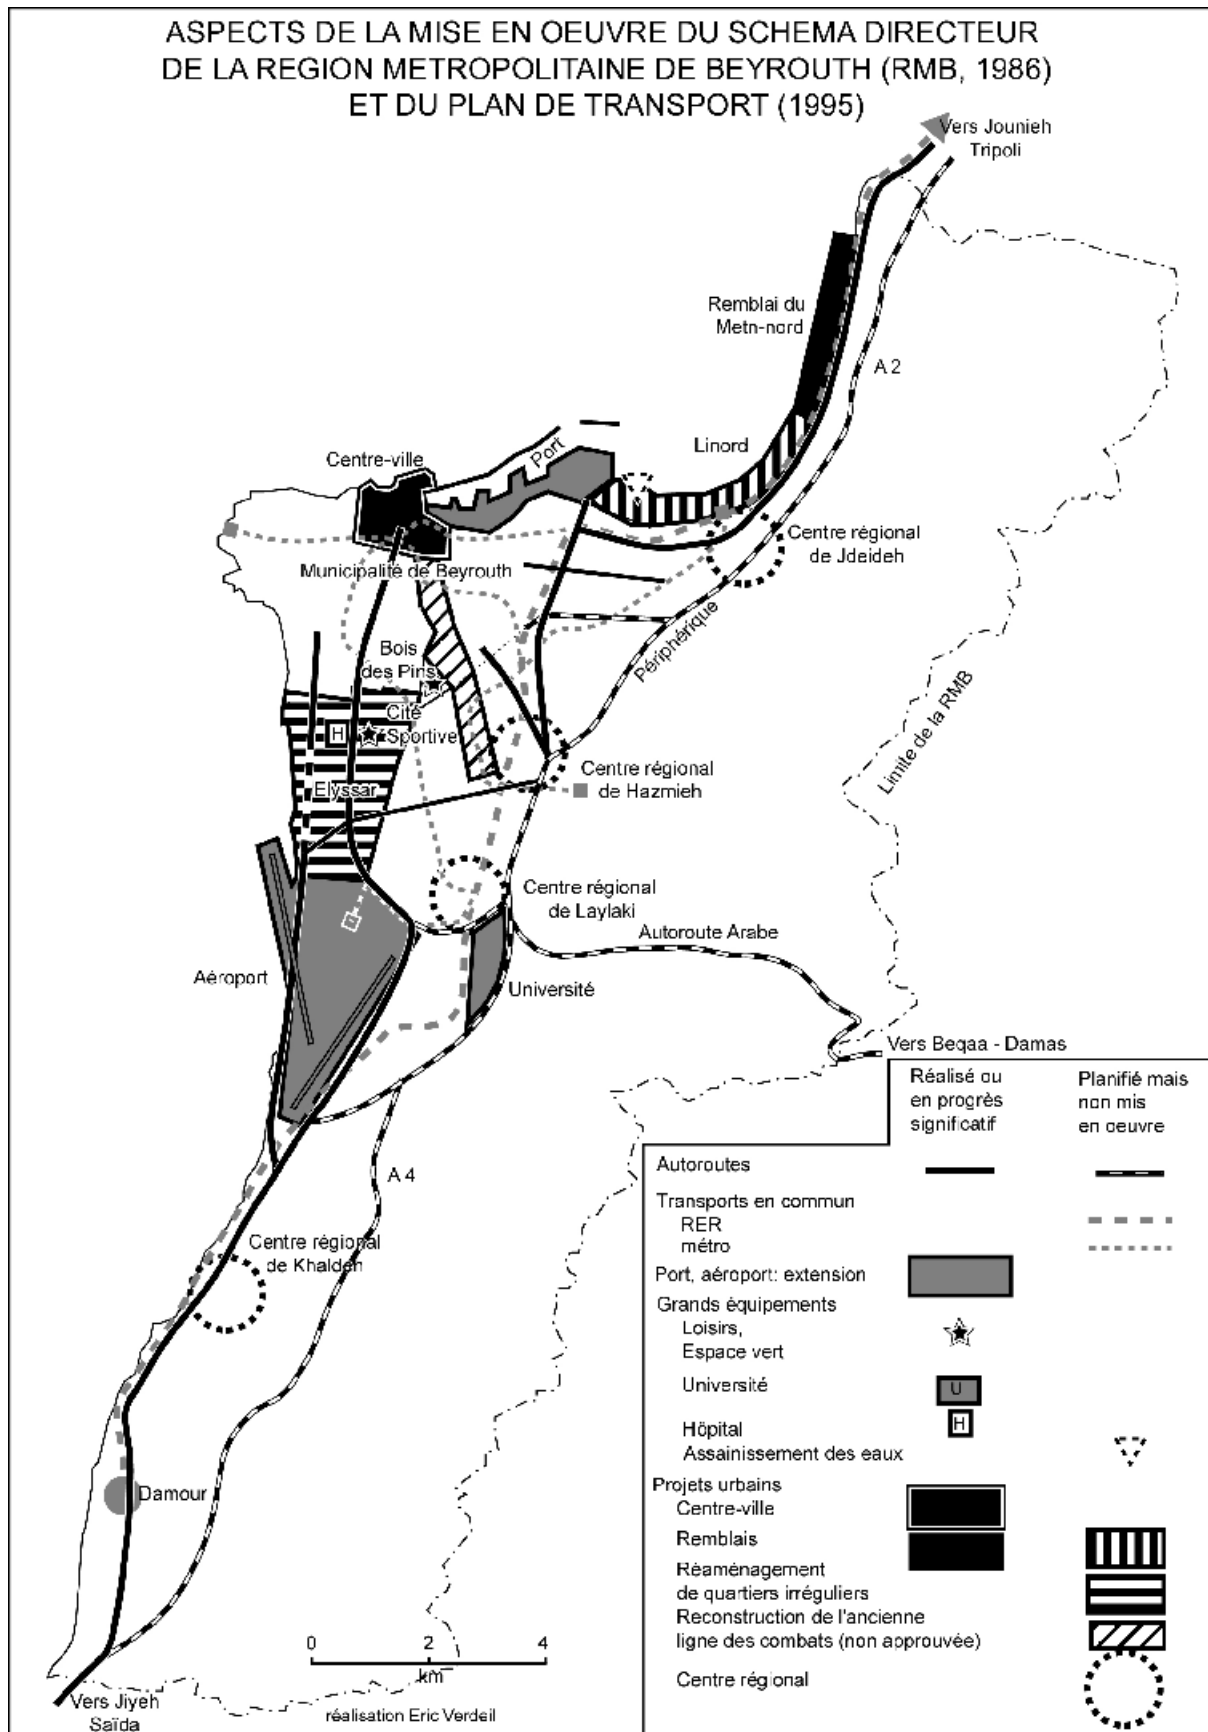 ASPECTS DE LA MISE EN OEUVRE DU SCHEMA DIRECTEUR
DE LA REGION METROPOLITAINE DE BEYROUTH (RMB, 1986)
ET DU PLAN DE TRANSPORT (1995)
Vers Jounieh
Tripoli
Remblai du
Metn-nord
A 2
Linord
Port
Centre-ville
Centre régional
de Jdeideh
Municipalité de Beyrouth
Périphérique
Bois
des Pins
Cité
Sportive
H
Limite de la RMB
Elyssar
Centre régional
de Hazmieh
Centre régional
de Laylaki
Autoroute Arabe
Aéroport
Université
Vers Beqaa - Damas
A 4
Centre régional
de Khaldeh
Damour
Vers Jiyeh
Saïda
0 2 4
km
réalisation Eric Verdeil
Réalisé ou
en progrès
significatif
Planifié mais
non mis
en oeuvre
Autoroutes
Transports en commun
RER
métro
Port, aéroport: extension
Grands équipements
Loisirs,
Espace vert
Université
U
Höpital
H
Assainissement des eaux
Projets urbains
Centre-ville
Remblais
Réaménagement
de quartiers irréguliers
Reconstruction de l'ancienne
ligne des combats (non approuvée)
Centre régional